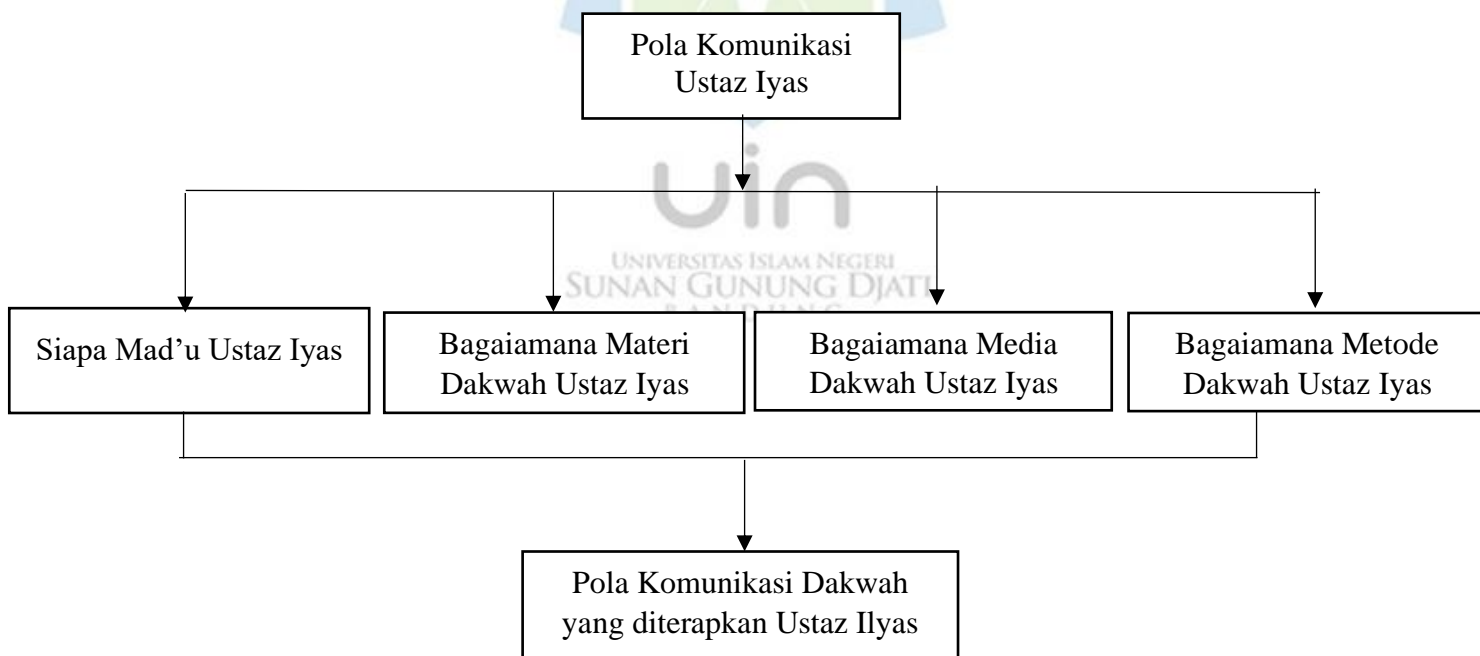 Pola Komunikasi
Ustaz Iyas
uin
UNIVERSITAS ISLAM NEGERI
SUNAN GUNUNG DJATI
BANDUNG
Siapa Mad’u Ustaz Iyas
Bagaiamana Materi
Dakwah Ustaz Iyas
Bagaiamana Media
Dakwah Ustaz Iyas
Bagaiamana Metode
Dakwah Ustaz Iyas
Pola Komunikasi Dakwah
yang diterapkan Ustaz Ilyas